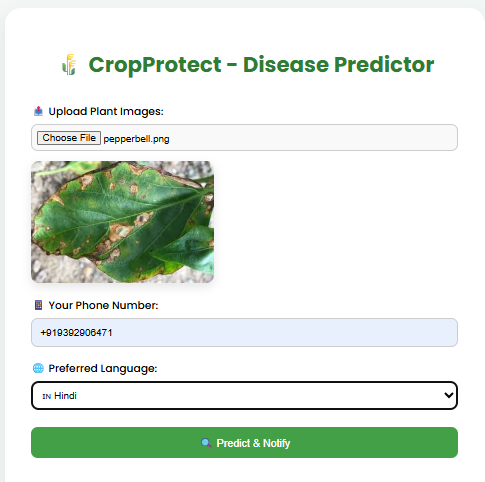 CropProtect - Disease Predictor
Upload Plant Images:
Choose File pepperbell.png
Your Phone Number:
+919392906471
Preferred Language:
IN Hindi
Predict & Notify